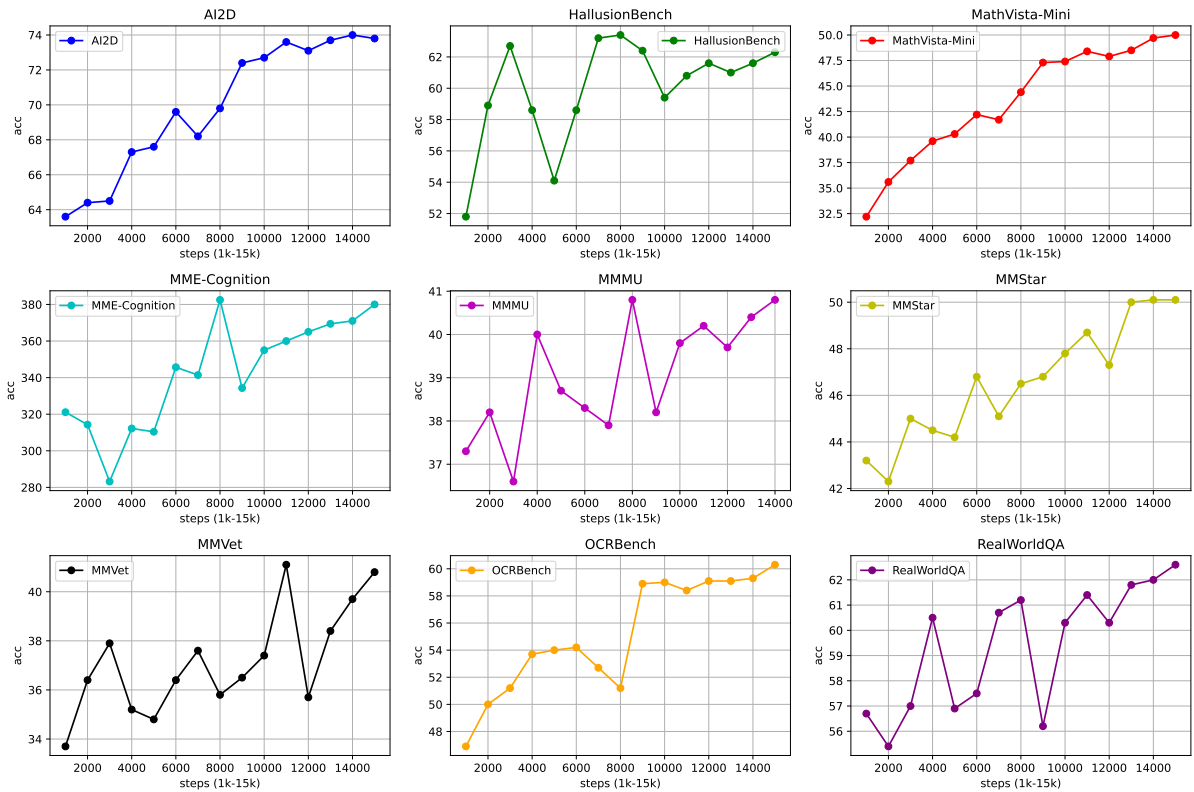 AI2D
74
72
70
68
66
64
acc
AI2D
2000 4000 6000 8000 10000 12000 14000
steps (1k-15k)
HallusionBench
62
60
58
56
54
52
acc
HallusionBench
2000 4000 6000 8000 10000 12000 14000
steps (1k-15k)
MathVista-Mini
50.0
47.5
45.0
42.5
40.0
37.5
35.0
32.5
acc
MathVista-Mini
2000 4000 6000 8000 10000 12000 14000
steps (1k-15k)
MME-Cognition
380
360
340
320
300
280
acc
MME-Cognition
2000 4000 6000 8000 10000 12000 14000
steps (1k-15k)
MMMU
41
40
39
38
37
acc
MMMU
2000 4000 6000 8000 10000 12000 14000
steps (1k-15k)
MMStar
50
48
46
44
42
acc
MMStar
2000 4000 6000 8000 10000 12000 14000
steps (1k-15k)
MMVet
40
38
36
34
acc
MMVet
2000 4000 6000 8000 10000 12000 14000
steps (1k-15k)
OCRBench
60
58
56
54
52
50
48
acc
OCRBench
2000 4000 6000 8000 10000 12000 14000
steps (1k-15k)
RealWorldQA
62
61
60
59
58
57
56
acc
RealWorldQA
2000 4000 6000 8000 10000 12000 14000
steps (1k-15k)